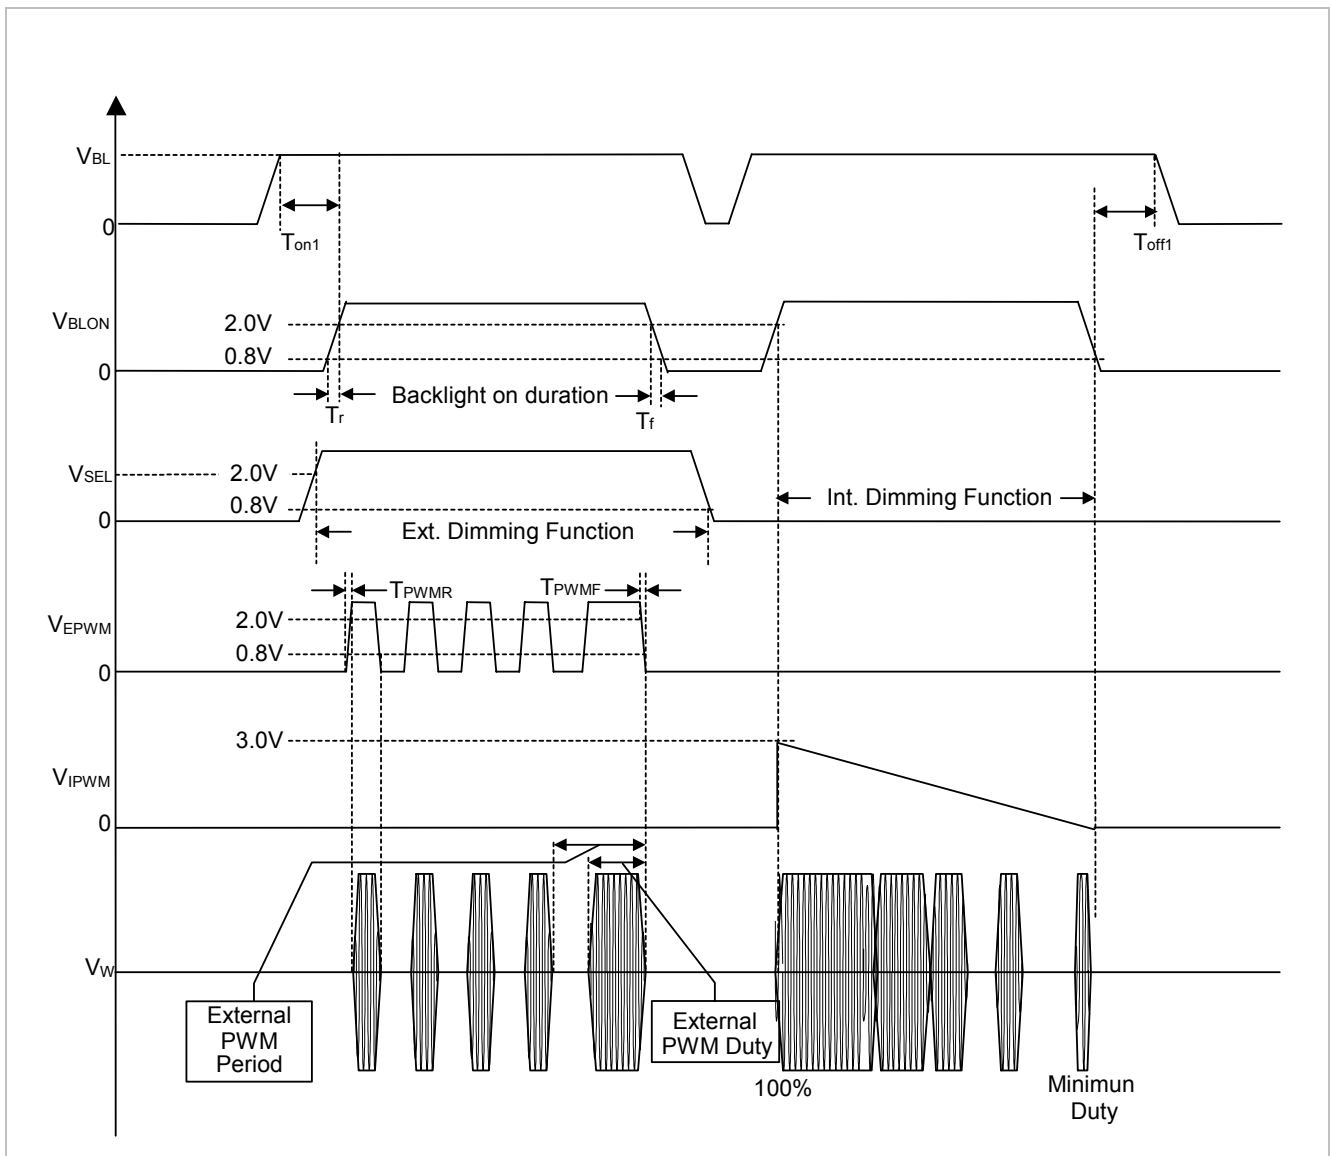 VBL
0
Ton1
Toff1
VBLON
2.0V
0.8V
0
Tr
Backlight on duration
Tf
VSEL
2.0V
0.8V
0
Ext. Dimming Function
Int. Dimming Function
TPWMR
TPWMF
VEPWM
2.0V
0.8V
0
3.0V
VIPWM
0
VW
External
PWM
Period
External
PWM Duty
100%
Minimun
Duty